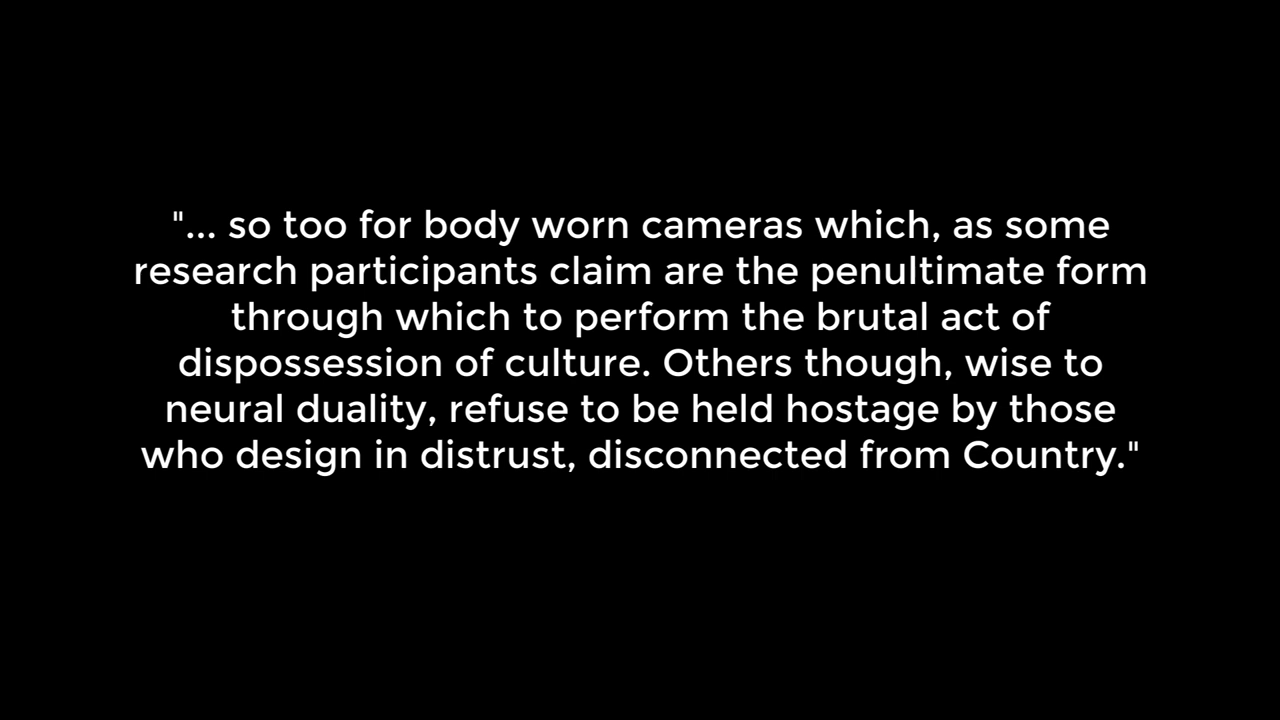 "... so too for body worn cameras which, as some
research participants claim are the penultimate form
through which to perform the brutal act of
dispossession of culture. Others though, wise to
neural duality, refuse to be held hostage by those
who design in distrust, disconnected from Country."